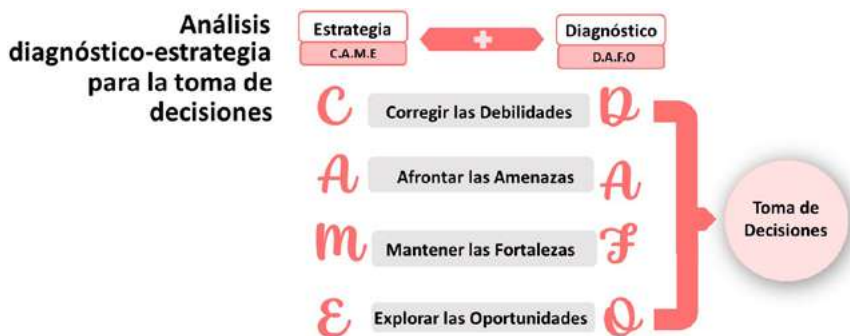 Análisis
diagnóstico-estrategia
para la toma de
decisiones
Estrategia
C.A.M.E
+
Diagnóstico
D.A.F.O
C Corregir las Debilidades D
A Afrontar las Amenazas A
M Mantener las Fortalezas F
E Explorar las Oportunidades O
Toma de
Decisiones